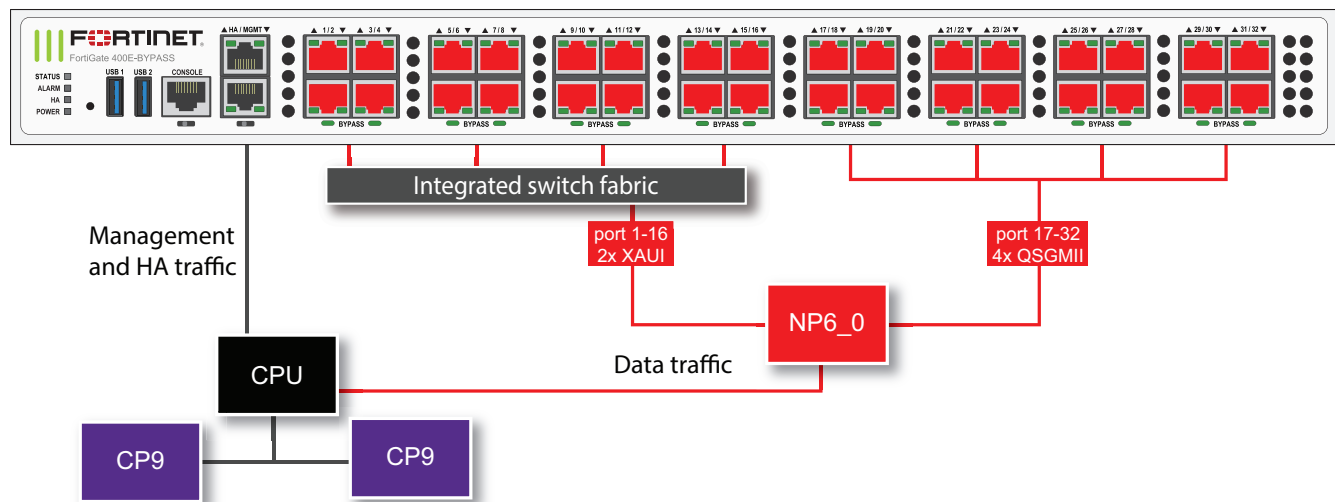 FORTINET
FortiGate 400E-BYPASS
STATUS
ALARM
HA
POWER
USB 1
USB 2
CONSOLE
▲HA / MGMT▼
▲ 1/2 ▼ ▲ 3/4 ▼
▲ 5/6 ▼ ▲ 7/8 ▼
▲ 9/10 ▼ ▲ 11/12 ▼
▲ 13/14 ▼ ▲ 15/16 ▼
▲ 17/18 ▼ ▲ 19/20 ▼
▲ 21/22 ▼ ▲ 23/24 ▼
▲ 25/26 ▼ ▲ 27/28 ▼
▲ 29/30 ▼ ▲ 31/32 ▼
BYPASS
BYPASS
BYPASS
BYPASS
BYPASS
BYPASS
BYPASS
BYPASS
Integrated switch fabric
Management
and HA traffic
port 1-16
2x XAUI
port 17-32
4x QSGMII
NP6_0
Data traffic
CPU
CP9
CP9